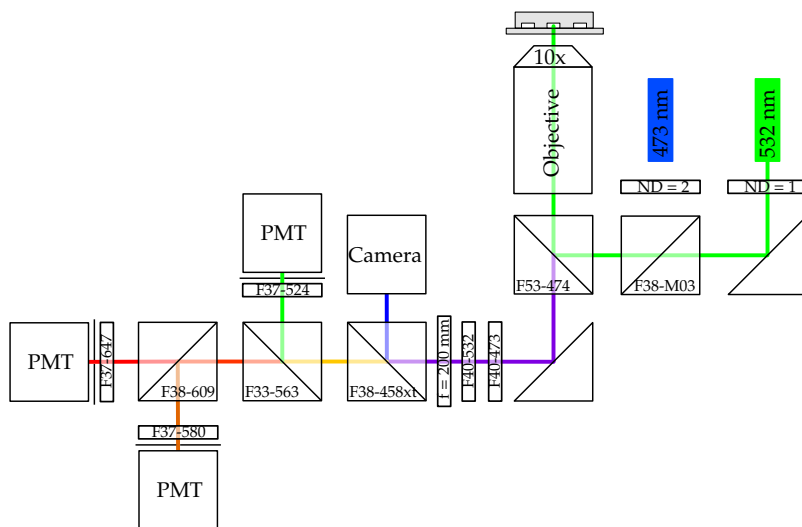 10x
Objective
473 nm
532 nm
ND = 2
ND = 1
PMT
F37-524
Camera
F53-474
F38-M03
PMT
F37-647
F38-609
F33-563
F38-458xt
f = 200 mm
F40-532
F40-473
F37-580
PMT